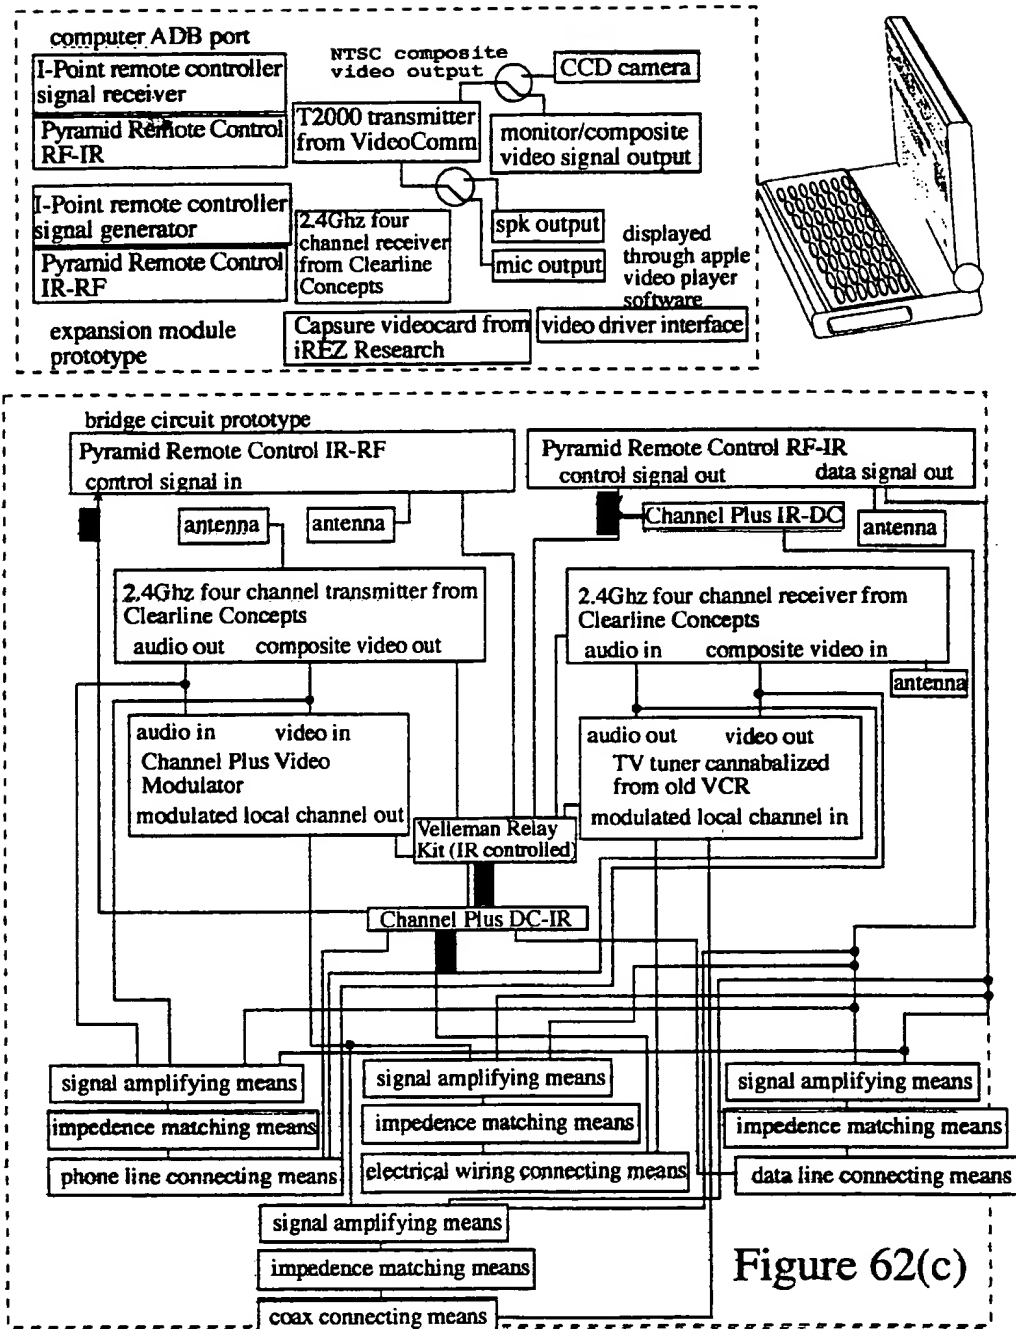 computer ADB port
I-Point remote controller
signal receiver
Pyramid Remote Control
RF-IR
NTSC composite
video output
CCD camera
T2000 transmitter
from VideoComm
monitor/composite
video signal output
I-Point remote controller
signal generator
Pyramid Remote Control
IR-RF
2.4Ghz four
channel receiver
from Clearline
Concepts
spk output
mic output
displayed
through apple
video player
software
expansion module
prototype
Capsure videocard from
iREZ Research
video driver interface
bridge circuit prototype
Pyramid Remote Control IR-RF
control signal in
Pyramid Remote Control RF-IR
control signal out
data signal out
antenna
antenna
Channel Plus IR-DC
antenna
2.4Ghz four channel transmitter from
Clearline Concepts
audio out
composite video out
2.4Ghz four channel receiver from
Clearline Concepts
audio in
composite video in
antenna
audio in
video in
Channel Plus Video
Modulator
modulated local channel out
audio out
video out
TV tuner cannabalized
from old VCR
modulated local channel in
Velleman Relay
Kit (IR controlled)
Channel Plus DC-IR
signal amplifying means
impedence matching means
phone line connecting means
signal amplifying means
impedence matching means
electrical wiring connecting means
signal amplifying means
impedence matching means
data line connecting means
signal amplifying means
impedence matching means
coax connecting means
Figure 62(c)